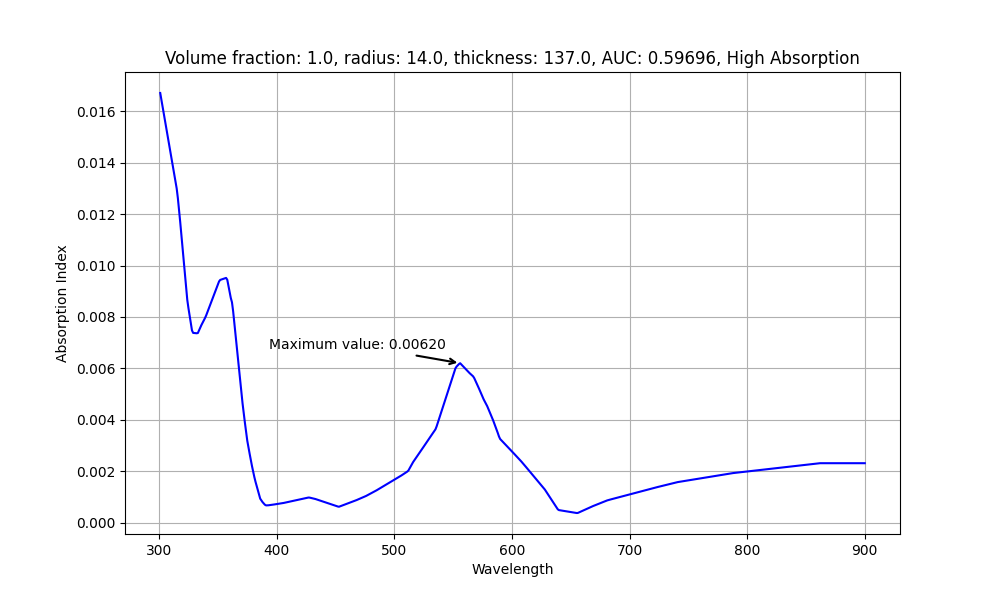 Volume fraction: 1.0, radius: 14.0, thickness: 137.0, AUC: 0.59696, High Absorption
Absorption Index
0.016
0.014
0.012
0.010
0.008
0.006
0.004
0.002
0.000
Maximum value: 0.00620
300 400 500 600 700 800 900
Wavelength